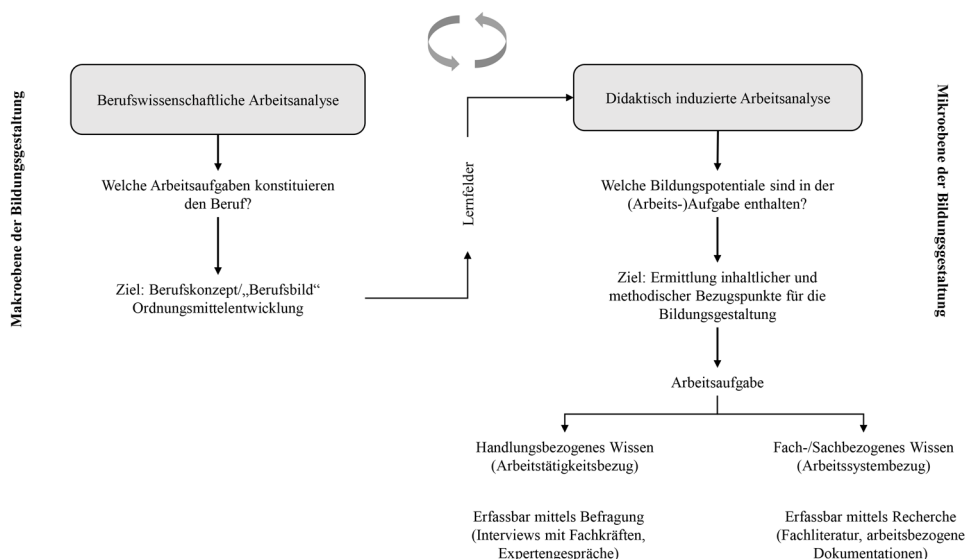 Makroebene der Bildungsgestaltung
Berufswissenschaftliche Arbeitsanalyse
Welche Arbeitsaufgaben konstituieren
den Beruf?
Ziel: Berufskonzept/„Berufsbild“
Ordnungsmittelentwicklung
Lernfelder
Didaktisch induzierte Arbeitsanalyse
Welche Bildungspotentiale sind in der
(Arbeits-)Aufgabe enthalten?
Ziel: Ermittlung inhaltlicher und
methodischer Bezugspunkte für die
Bildungsgestaltung
Arbeitsaufgabe
Handlungsbezogenes Wissen
(Arbeitstätigkeitsbezug)
Erfassbar mittels Befragung
(Interviews mit Fachkräften,
Expertengespräche)
Fach-/Sachbezogenes Wissen
(Arbeitssystembezug)
Erfassbar mittels Recherche
(Fachliteratur, arbeitsbezogene
Dokumentationen)
Mikroebene der Bildungsgestaltung